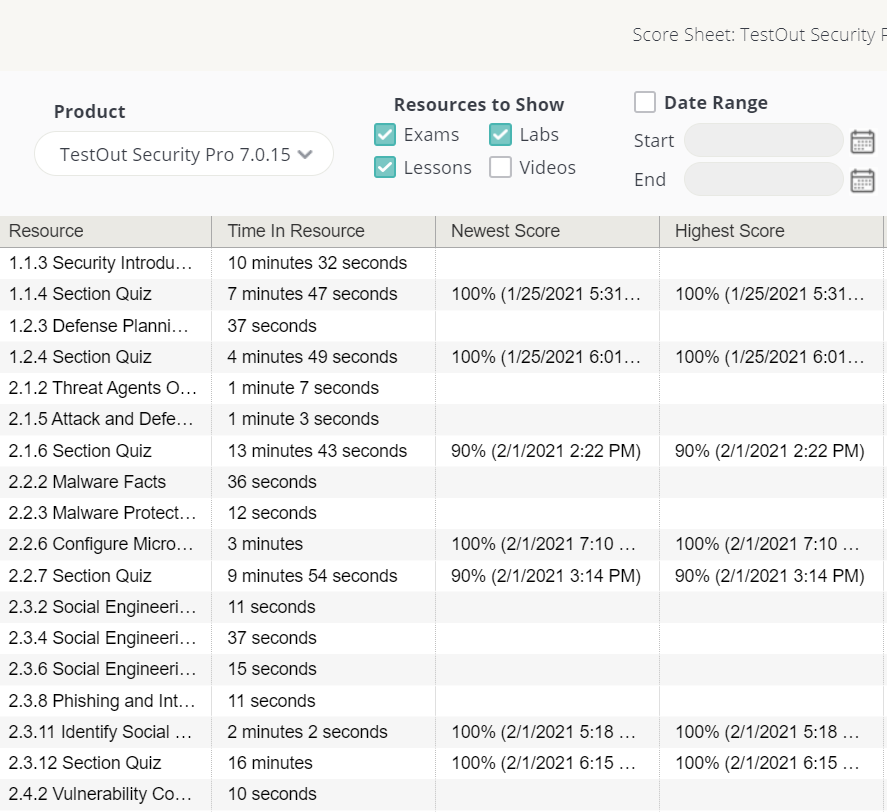 Score Sheet: TestOut Security P
Product
Resources to Show
Date Range
TestOut Security Pro 7.0.15
Exams
Labs
Start
Lessons
Videos
End
Resource Time In Resource Newest Score Highest Score
1.1.3 Security Introdu… 10 minutes 32 seconds
1.1.4 Section Quiz 7 minutes 47 seconds 100% (1/25/2021 5:31… 100% (1/25/2021 5:31…
1.2.3 Defense Planni… 37 seconds
1.2.4 Section Quiz 4 minutes 49 seconds 100% (1/25/2021 6:01… 100% (1/25/2021 6:01…
2.1.2 Threat Agents O… 1 minute 7 seconds
2.1.5 Attack and Defe… 1 minute 3 seconds
2.1.6 Section Quiz 13 minutes 43 seconds 90% (2/1/2021 2:22 PM) 90% (2/1/2021 2:22 PM)
2.2.2 Malware Facts 36 seconds
2.2.3 Malware Protect… 12 seconds
2.2.6 Configure Micro… 3 minutes 100% (2/1/2021 7:10 … 100% (2/1/2021 7:10 …
2.2.7 Section Quiz 9 minutes 54 seconds 90% (2/1/2021 3:14 PM) 90% (2/1/2021 3:14 PM)
2.3.2 Social Engineeri… 11 seconds
2.3.4 Social Engineeri… 37 seconds
2.3.6 Social Engineeri… 15 seconds
2.3.8 Phishing and Int… 11 seconds
2.3.11 Identify Social … 2 minutes 2 seconds 100% (2/1/2021 5:18 … 100% (2/1/2021 5:18 …
2.3.12 Section Quiz 16 minutes 100% (2/1/2021 6:15 … 100% (2/1/2021 6:15 …
2.4.2 Vulnerability Co… 10 seconds